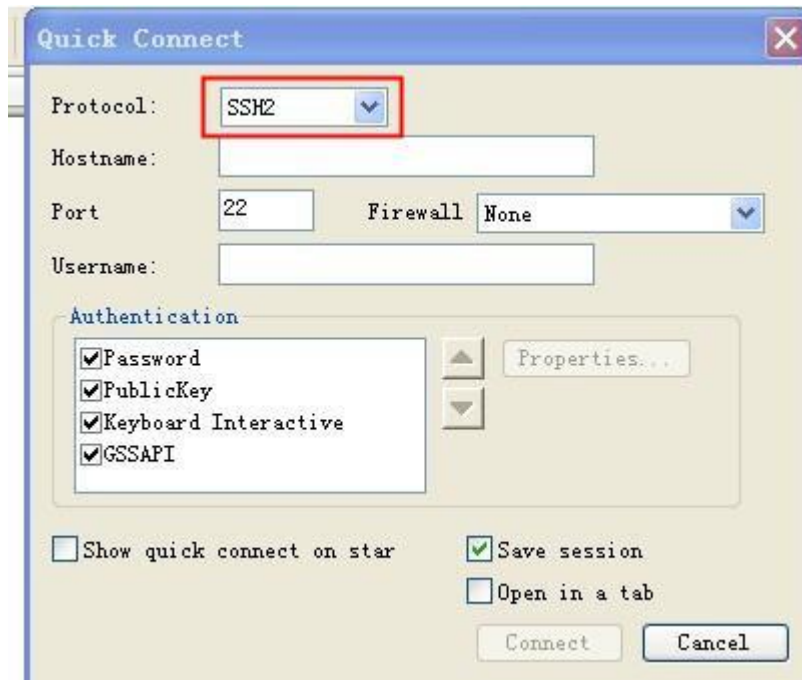 Quick Connect
Protocol: SSH2
Hostname:
Port 22 Firewall None
Username:
Authentication
Password
Properties...
PublicKey
Keyboard Interactive
GSSAPI
Show quick connect on star
Save session
Open in a tab
Connect Cancel